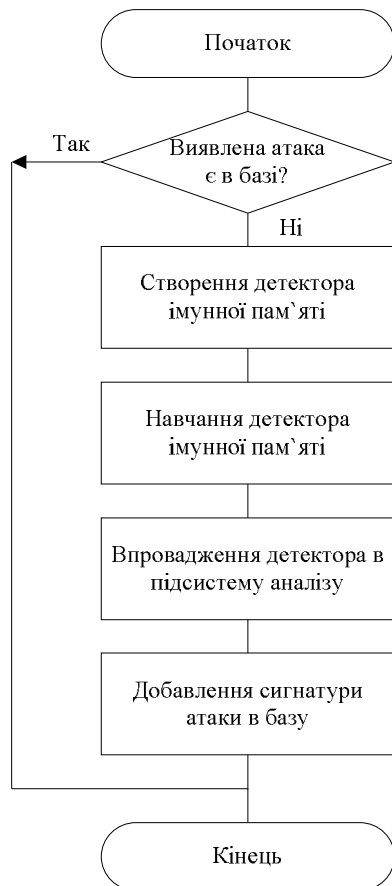 Початок
Так
Виявлена атака
є в базі?
Ні
Створення детектора
імунної пам`яті
Навчання детектора
імунної пам`яті
Впровадження детектора в
підсистему аналізу
Добавлення сигнатури
атаки в базу
Кінець